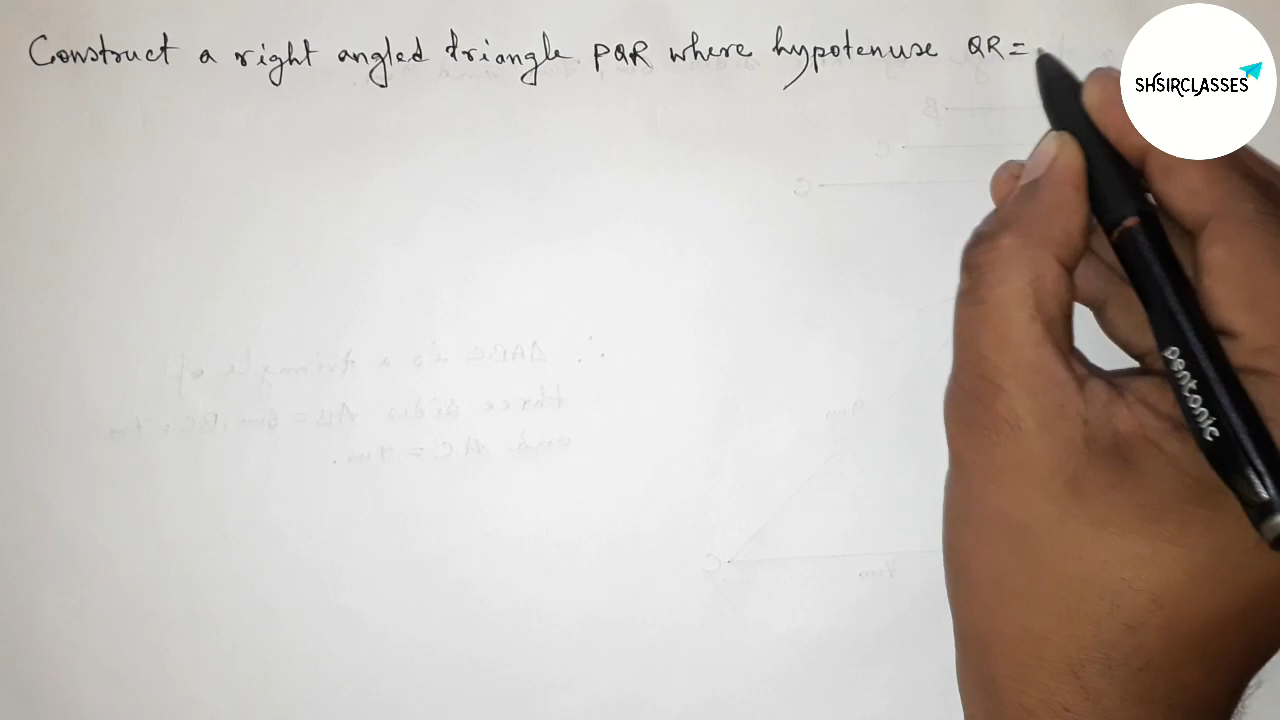 Construct a right angled triangle PQR where hypotenuse QR =
SHSIRCLASSES
pentonic